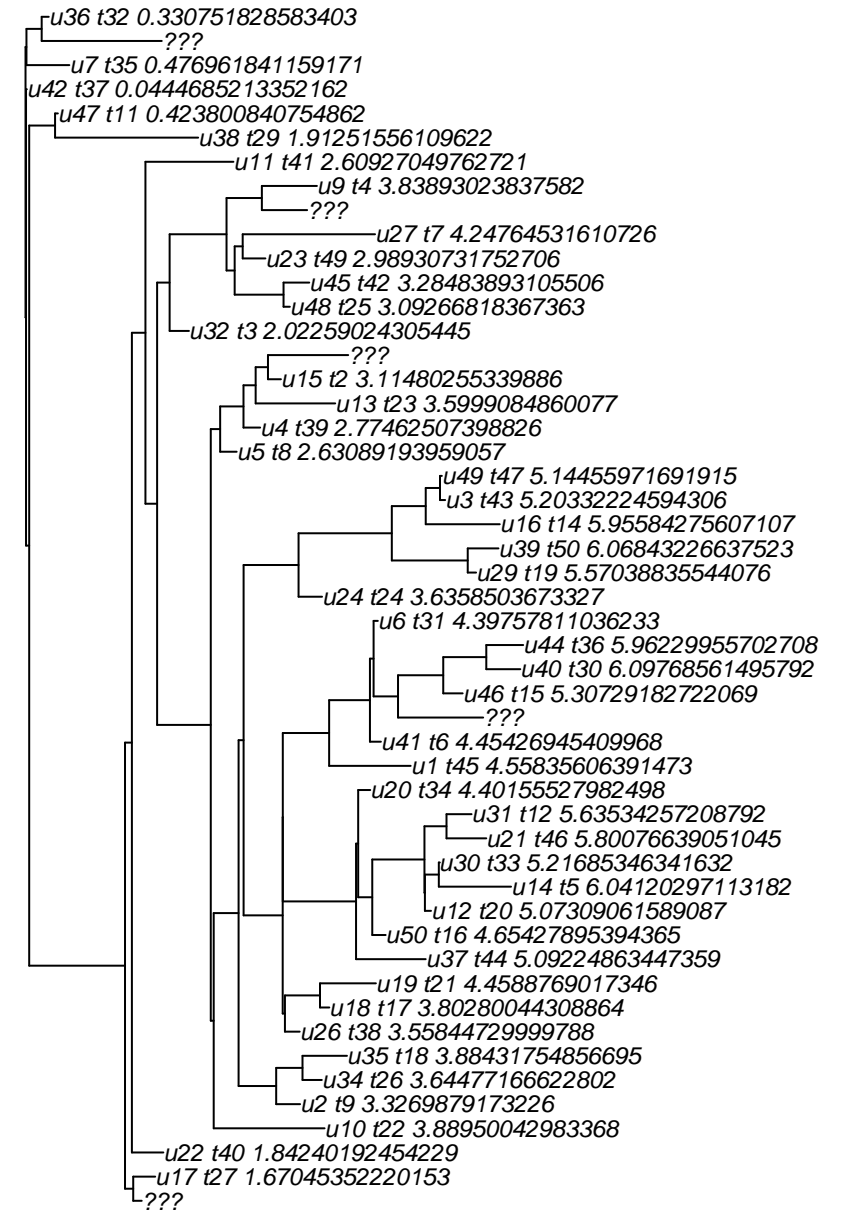 u36 t32 0.330751828583403
???
u7 t35 0.476961841159171
u42 t37 0.0444685213352162
u47 t11 0.423800840754862
u38 t29 1.91251556109622
u11 t41 2.60927049762721
u9 t4 3.83893023837582
???
u27 t7 4.24764531610726
u23 t49 2.98930731752706
u45 t42 3.28483893105506
u48 t25 3.09266818367363
u32 t3 2.02259024305445
???
u15 t2 3.11480255339886
u13 t23 3.5999084860077
u4 t39 2.77462507398826
u5 t8 2.63089193959057
u49 t47 5.14455971691915
u3 t43 5.20332224594306
u16 t14 5.95584275607107
u39 t50 6.06843226637523
u29 t19 5.57038835544076
u24 t24 3.6358503673327
u6 t31 4.39757811036233
u44 t36 5.96229955702708
u40 t30 6.09768561495792
u46 t15 5.30729182722069
???
u41 t6 4.45426945409968
u1 t45 4.55835606391473
u20 t34 4.40155527982498
u31 t12 5.63534257208792
u21 t46 5.80076639051045
u30 t33 5.21685346341632
u14 t5 6.04120297113182
u12 t20 5.07309061589087
u50 t16 4.65427895394365
u37 t44 5.09224863447359
u19 t21 4.4588769017346
u18 t17 3.80280044308864
u26 t38 3.55844729999788
u35 t18 3.88431754856695
u34 t26 3.64477166622802
u2 t9 3.3269879173226
u10 t22 3.88950042983368
u22 t40 1.84240192454229
u17 t27 1.67045352220153
???